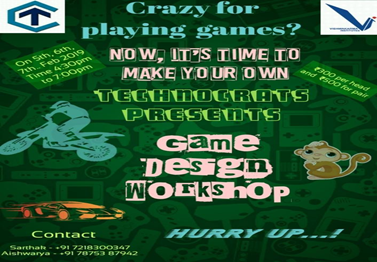 Crazy for
playing games?
On 5th, 6th,
7th, Feb 2019
Time 4:30pm
to 7:00pm
NOW, IT'S TIME TO
MAKE YOUR OWN
₹300 per head
and ₹500 for pair
TECHNOCRATS
PRESENTS
Game
Design
Workshop
Contact
HURRY UP...!
Sarthak - +91 7218300347
Aishwarya - +91 78753 87942